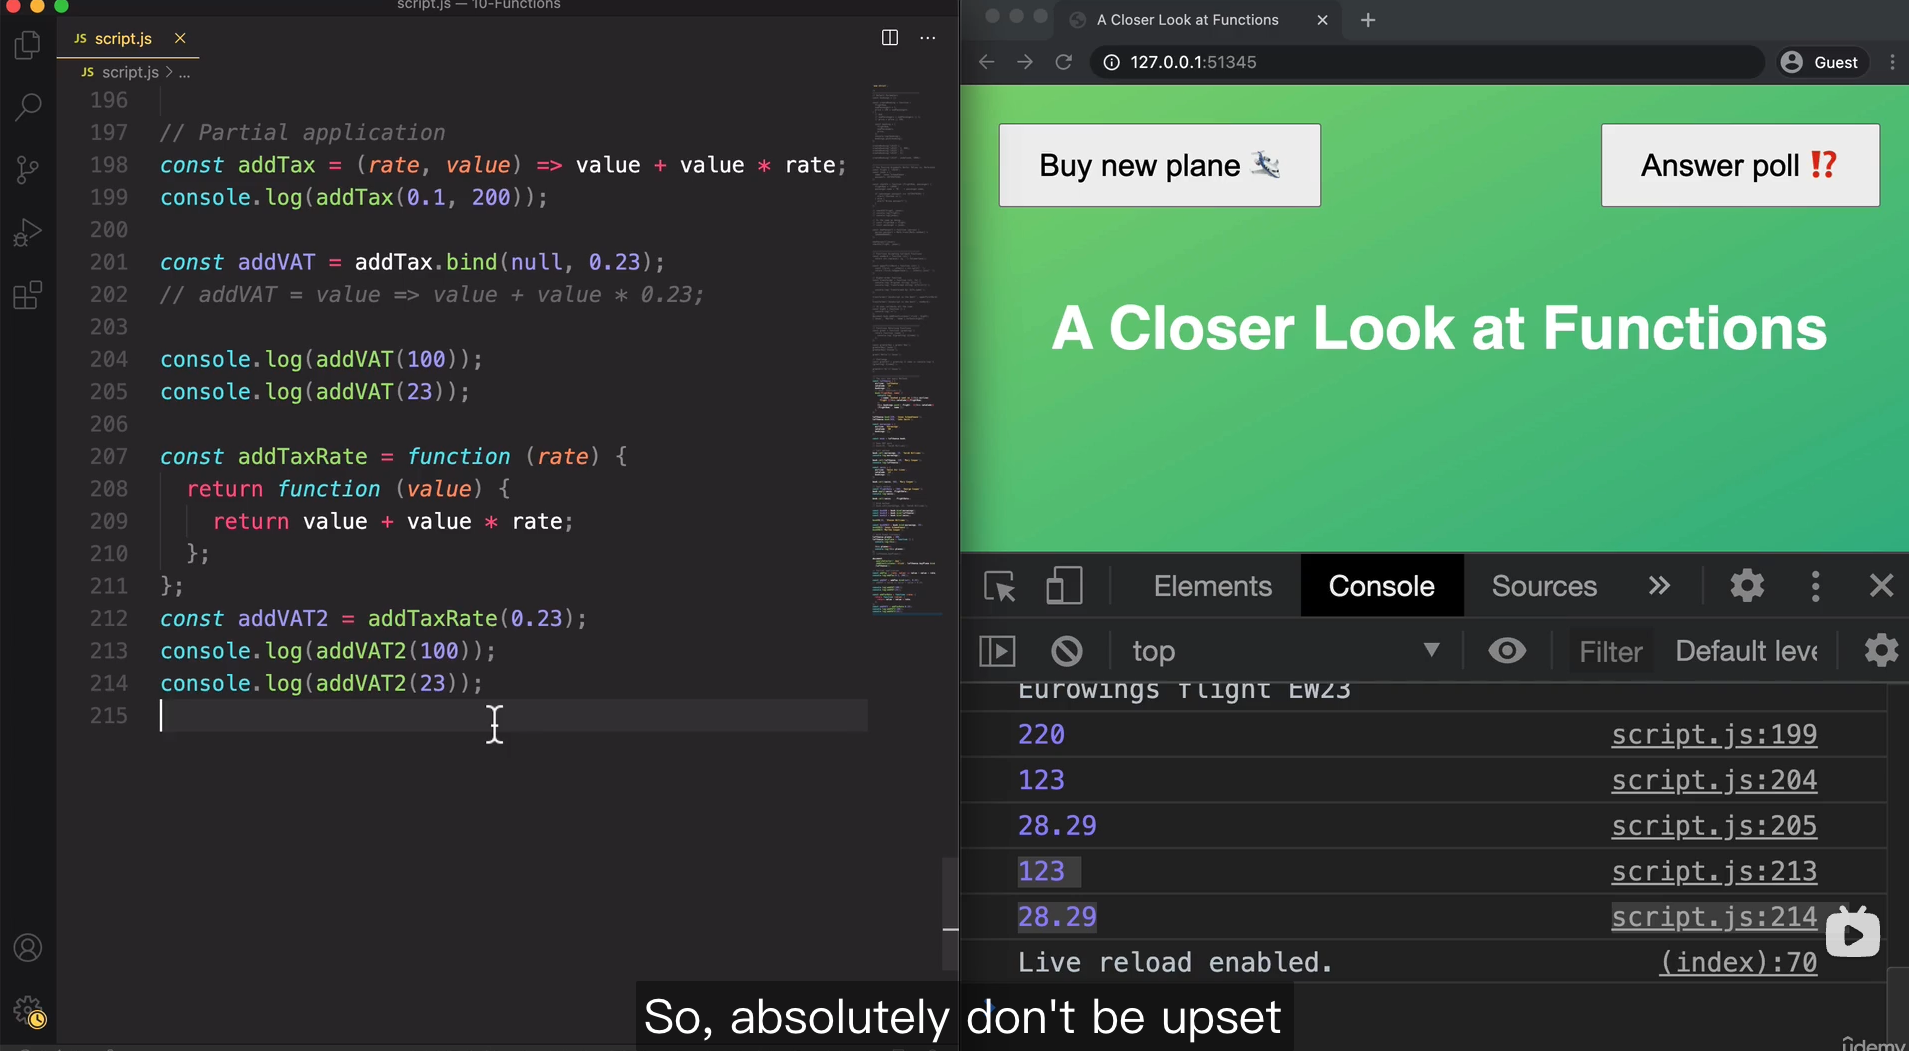 script.js — 10-Functions
JS script.js ×
JS script.js > ...
196
197 // Partial application
198 const addTax = (rate, value) => value + value * rate;
199 console.log(addTax(0.1, 200));
200
201 const addVAT = addTax.bind(null, 0.23);
202 // addVAT = value => value + value * 0.23;
203
204 console.log(addVAT(100));
205 console.log(addVAT(23));
206
207 const addTaxRate = function (rate) {
208 return function (value) {
209 return value + value * rate;
210 };
211 };
212 const addVAT2 = addTaxRate(0.23);
213 console.log(addVAT2(100));
214 console.log(addVAT2(23));
215
A Closer Look at Functions
127.0.0.1:51345
Guest
Buy new plane 🛩
Answer poll ⁉️
A Closer Look at Functions
Elements Console Sources »
top Filter Default leve
Eurowings flight EW23
220 script.js:199
123 script.js:204
28.29 script.js:205
123 script.js:213
28.29 script.js:214
Live reload enabled. (index):70
So, absolutely don't be upset
ûdemy